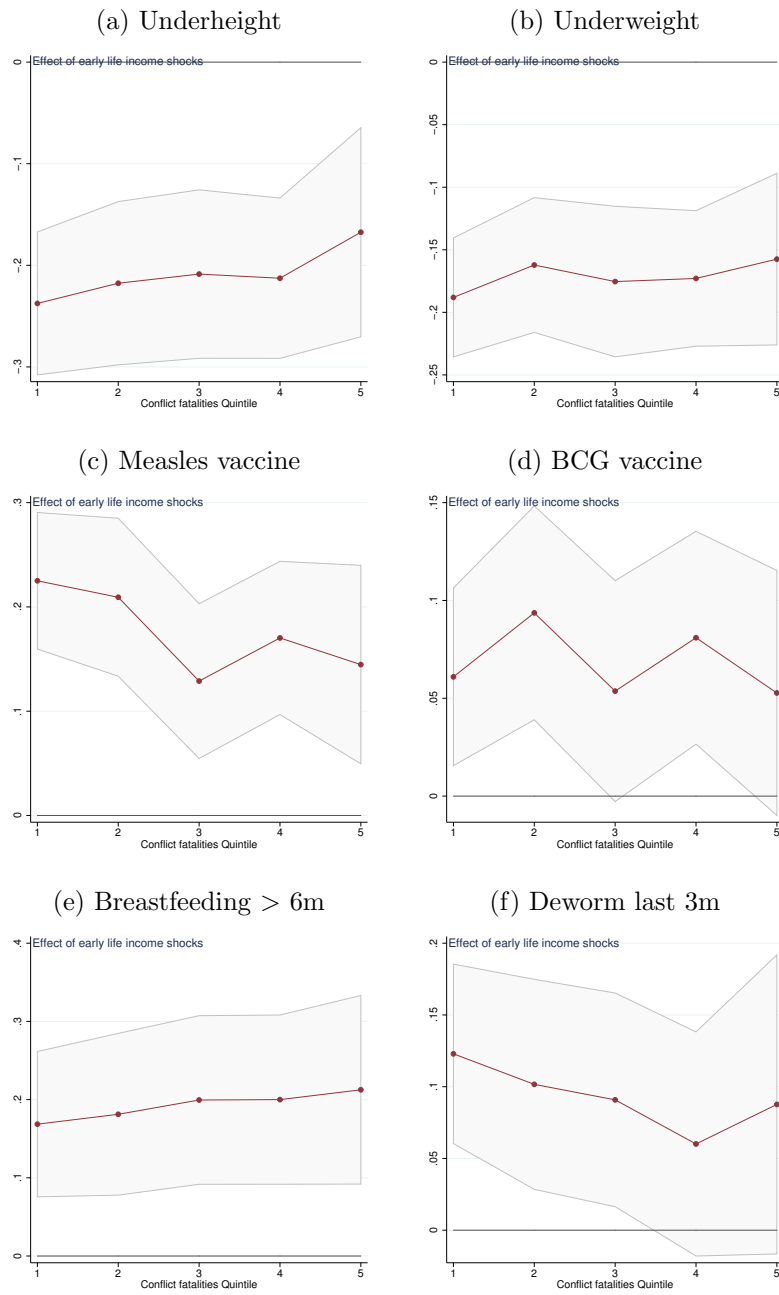 (a) Underheight
Effect of early life income shocks
0
-.1
-.2
-.3
1 2 3 4 5
Conflict fatalities Quintile
(b) Underweight
Effect of early life income shocks
0
-.05
-.1
-.15
-.2
-.25
1 2 3 4 5
Conflict fatalities Quintile
(c) Measles vaccine
Effect of early life income shocks
.3
.2
.1
0
1 2 3 4 5
Conflict fatalities Quintile
(d) BCG vaccine
Effect of early life income shocks
.15
.1
.05
0
1 2 3 4 5
Conflict fatalities Quintile
(e) Breastfeeding > 6m
Effect of early life income shocks
.4
.3
.2
.1
0
1 2 3 4 5
Conflict fatalities Quintile
(f) Deworm last 3m
Effect of early life income shocks
.2
.15
.1
.05
0
1 2 3 4 5
Conflict fatalities Quintile